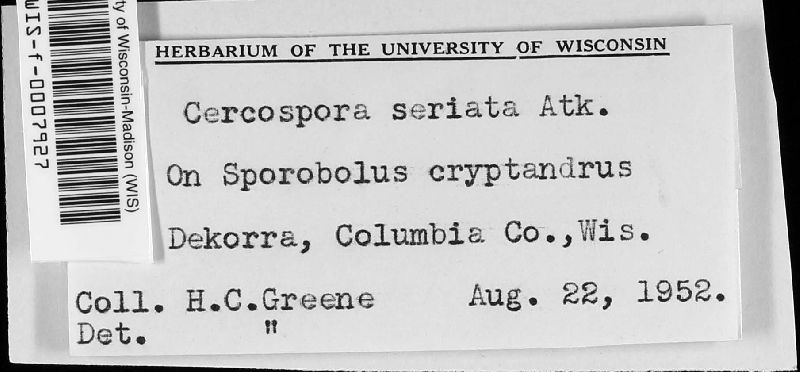 HERBARIUM OF THE UNIVERSITY OF WISCONSIN
Cercospora seriata Atk.
On Sporobolus cryptandrus
Dekorra, Columbia Co.,Wis.
Coll. H.C.Greene Aug. 22, 1952.
Det. "
ty of Wisconsin-Madison (WIS)
WIS-f-0007927